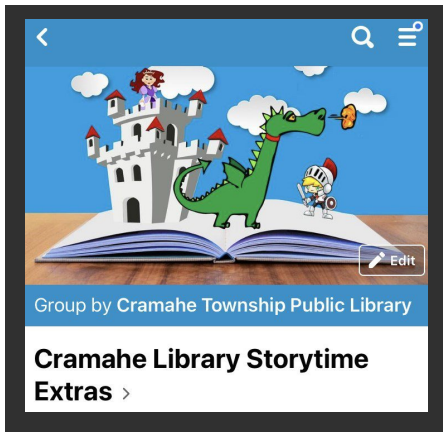 Edit
Group by Cramahe Township Public Library
Cramahe Library Storytime
Extras